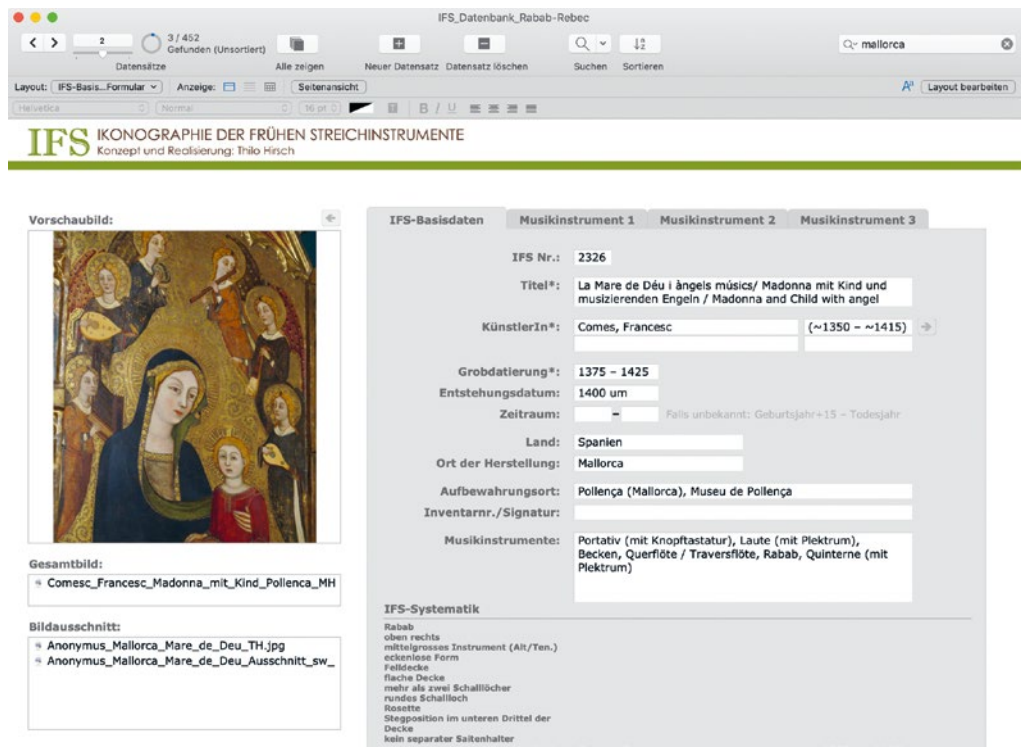 IFS_Datenbank_Rabab-Rebec
2
3 / 452
Gefunden (Unsortiert)
Datensätze
Alle zeigen
Neuer Datensatz
Datensatz löschen
Suchen
Sortieren
mallorca
Layout:
IFS-Basis...Formular
Anzeige:
Seitenansicht
Layout bearbeiten
Helvetica
Normal
16 pt
B / U
IFS IKONOGRAPHIE DER FRÜHEN STREICHINSTRUMENTE
Konzept und Realisierung: Thilo Hirsch
Vorschaubild:
Gesamtbild:
Comesc_Francesc_Madonna_mit_Kind_Pollenca_MH
Bildausschnitt:
Anonymus_Mallorca_Mare_de_Deu_TH.jpg
Anonymus_Mallorca_Mare_de_Deu_Ausschnitt_sw_
IFS-Basisdaten
Musikinstrument 1
Musikinstrument 2
Musikinstrument 3
IFS Nr.: 2326
Titel*: La Mare de Déu i àngels músics/ Madonna mit Kind und
musizierenden Engeln / Madonna and Child with angel
KünstlerIn*: Comes, Francesc (~1350 – ~1415)
Grobdatierung*: 1375 – 1425
Entstehungsdatum: 1400 um
Zeitraum: – Falls unbekannt: Geburtsjahr+15 – Todesjahr
Land: Spanien
Ort der Herstellung: Mallorca
Aufbewahrungsort: Pollença (Mallorca), Museu de Pollença
Inventarnr./Signatur:
Musikinstrumente: Portativ (mit Knopftastatur), Laute (mit Plektrum),
Becken, Querflöte / Traversflöte, Rabab, Quinterne (mit
Plektrum)
IFS-Systematik
Rabab
oben rechts
mittelgrosses Instrument (Alt/Ten.)
eckenlose Form
Felldecke
flache Decke
mehr als zwei Schalllöcher
rundes Schallloch
Rosette
Stegposition im unteren Drittel der
Decke
kein separater Saitenhalter